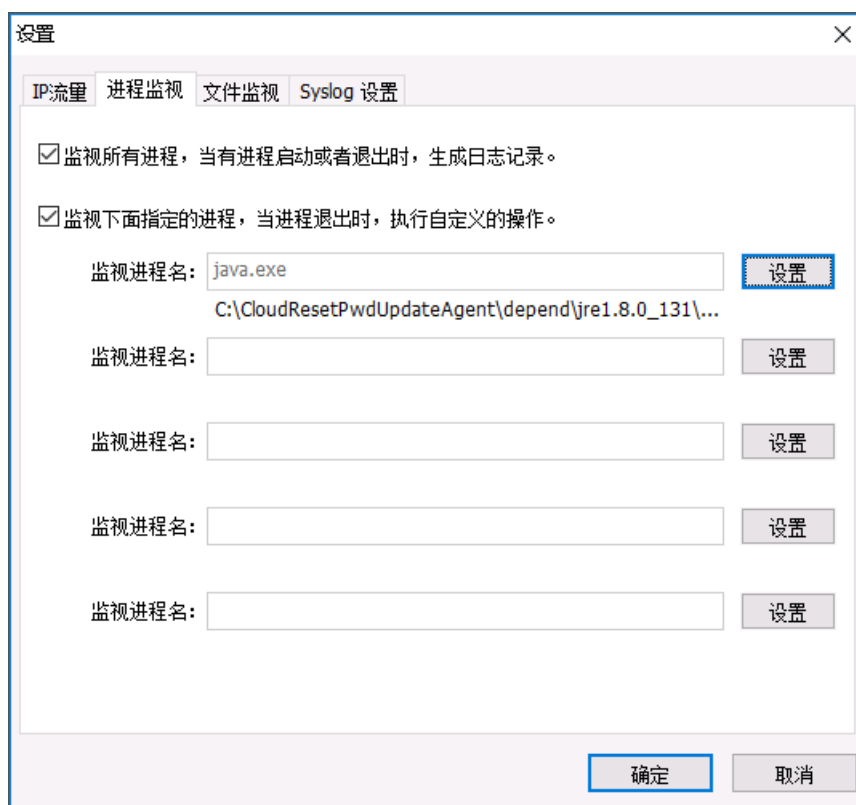 设置
IP流量 进程监视 文件监视 Syslog 设置
监视所有进程，当有进程启动或者退出时，生成日志记录。
监视下面指定的进程，当进程退出时，执行自定义的操作。
监视进程名： java.exe 设置
C:\CloudResetPwdUpdateAgent\depend\jre1.8.0_131\...
监视进程名： 设置
监视进程名： 设置
监视进程名： 设置
监视进程名： 设置
确定 取消